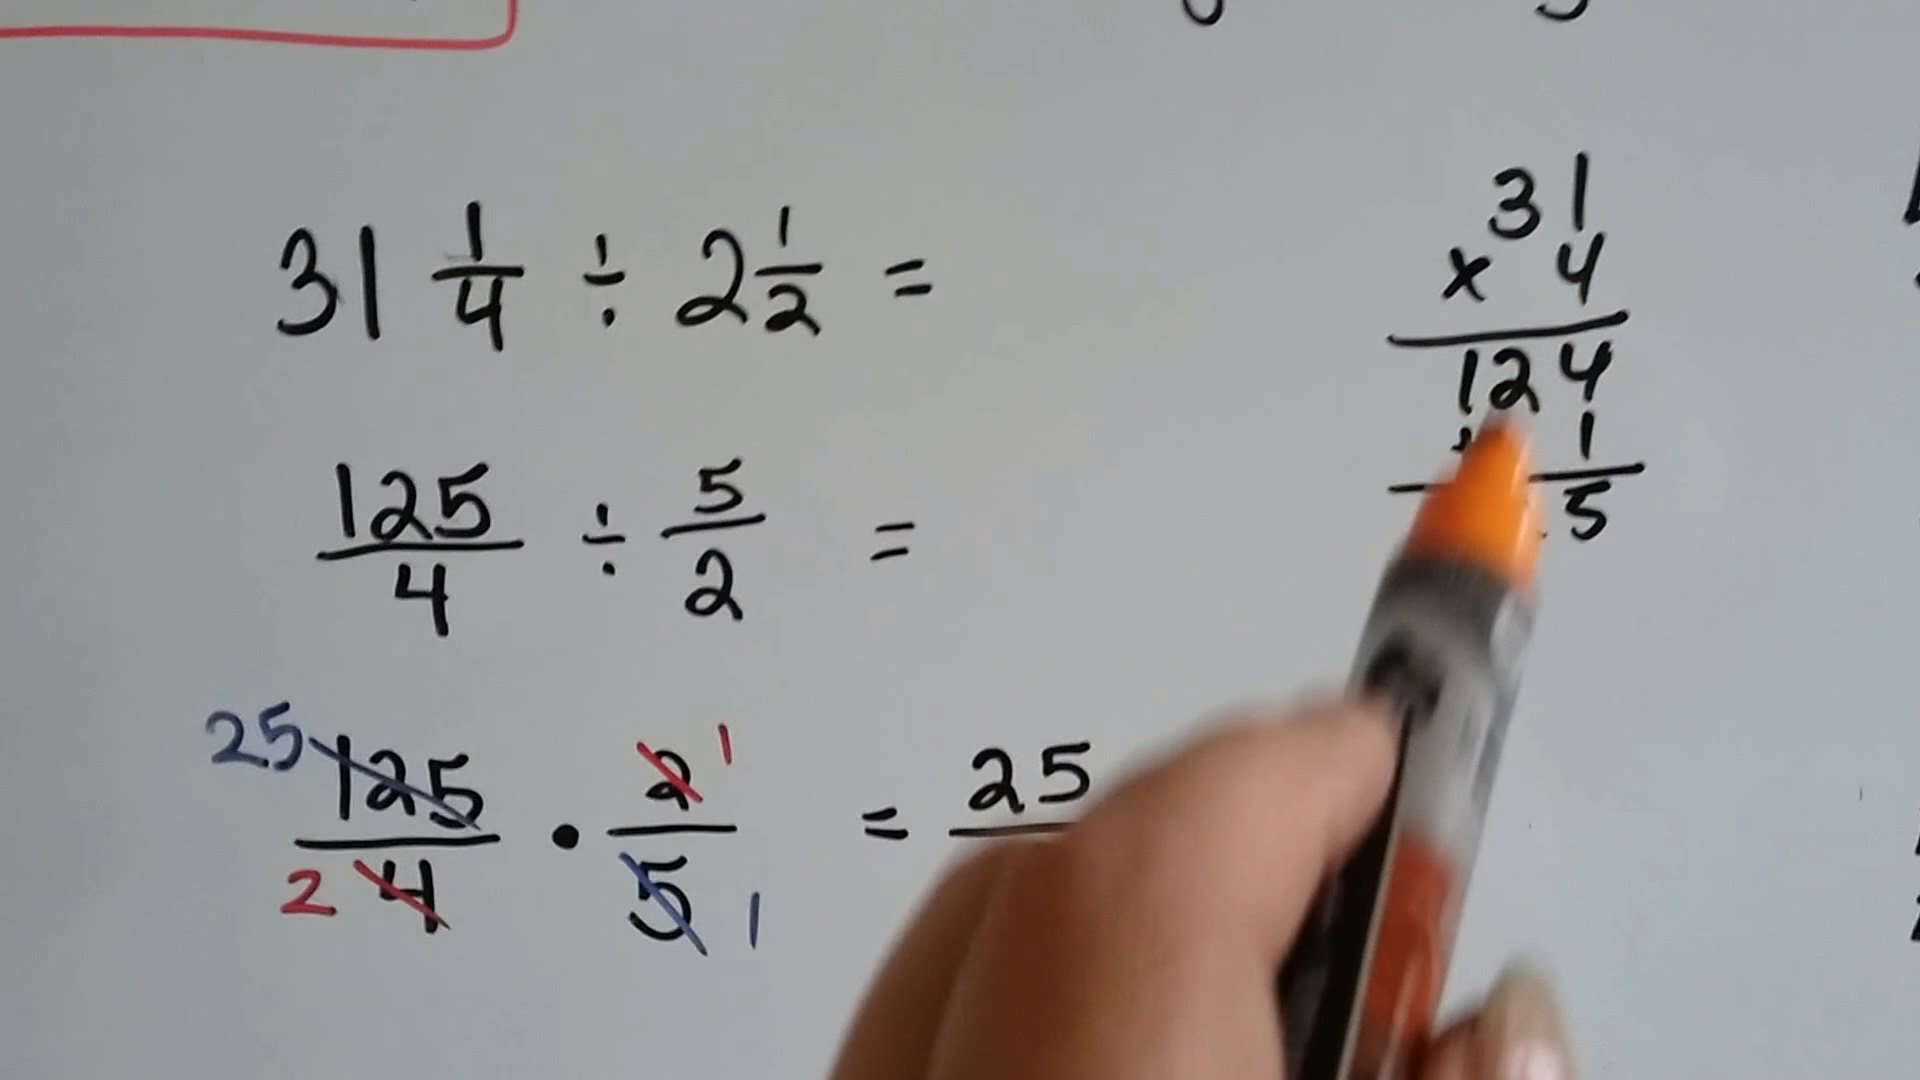 31 1/4 ÷ 2 1/2 =
125/4 ÷ 5/2 =
25 125/4 2 • 2/5 1 1 = 25
31
x 4
124
1
5